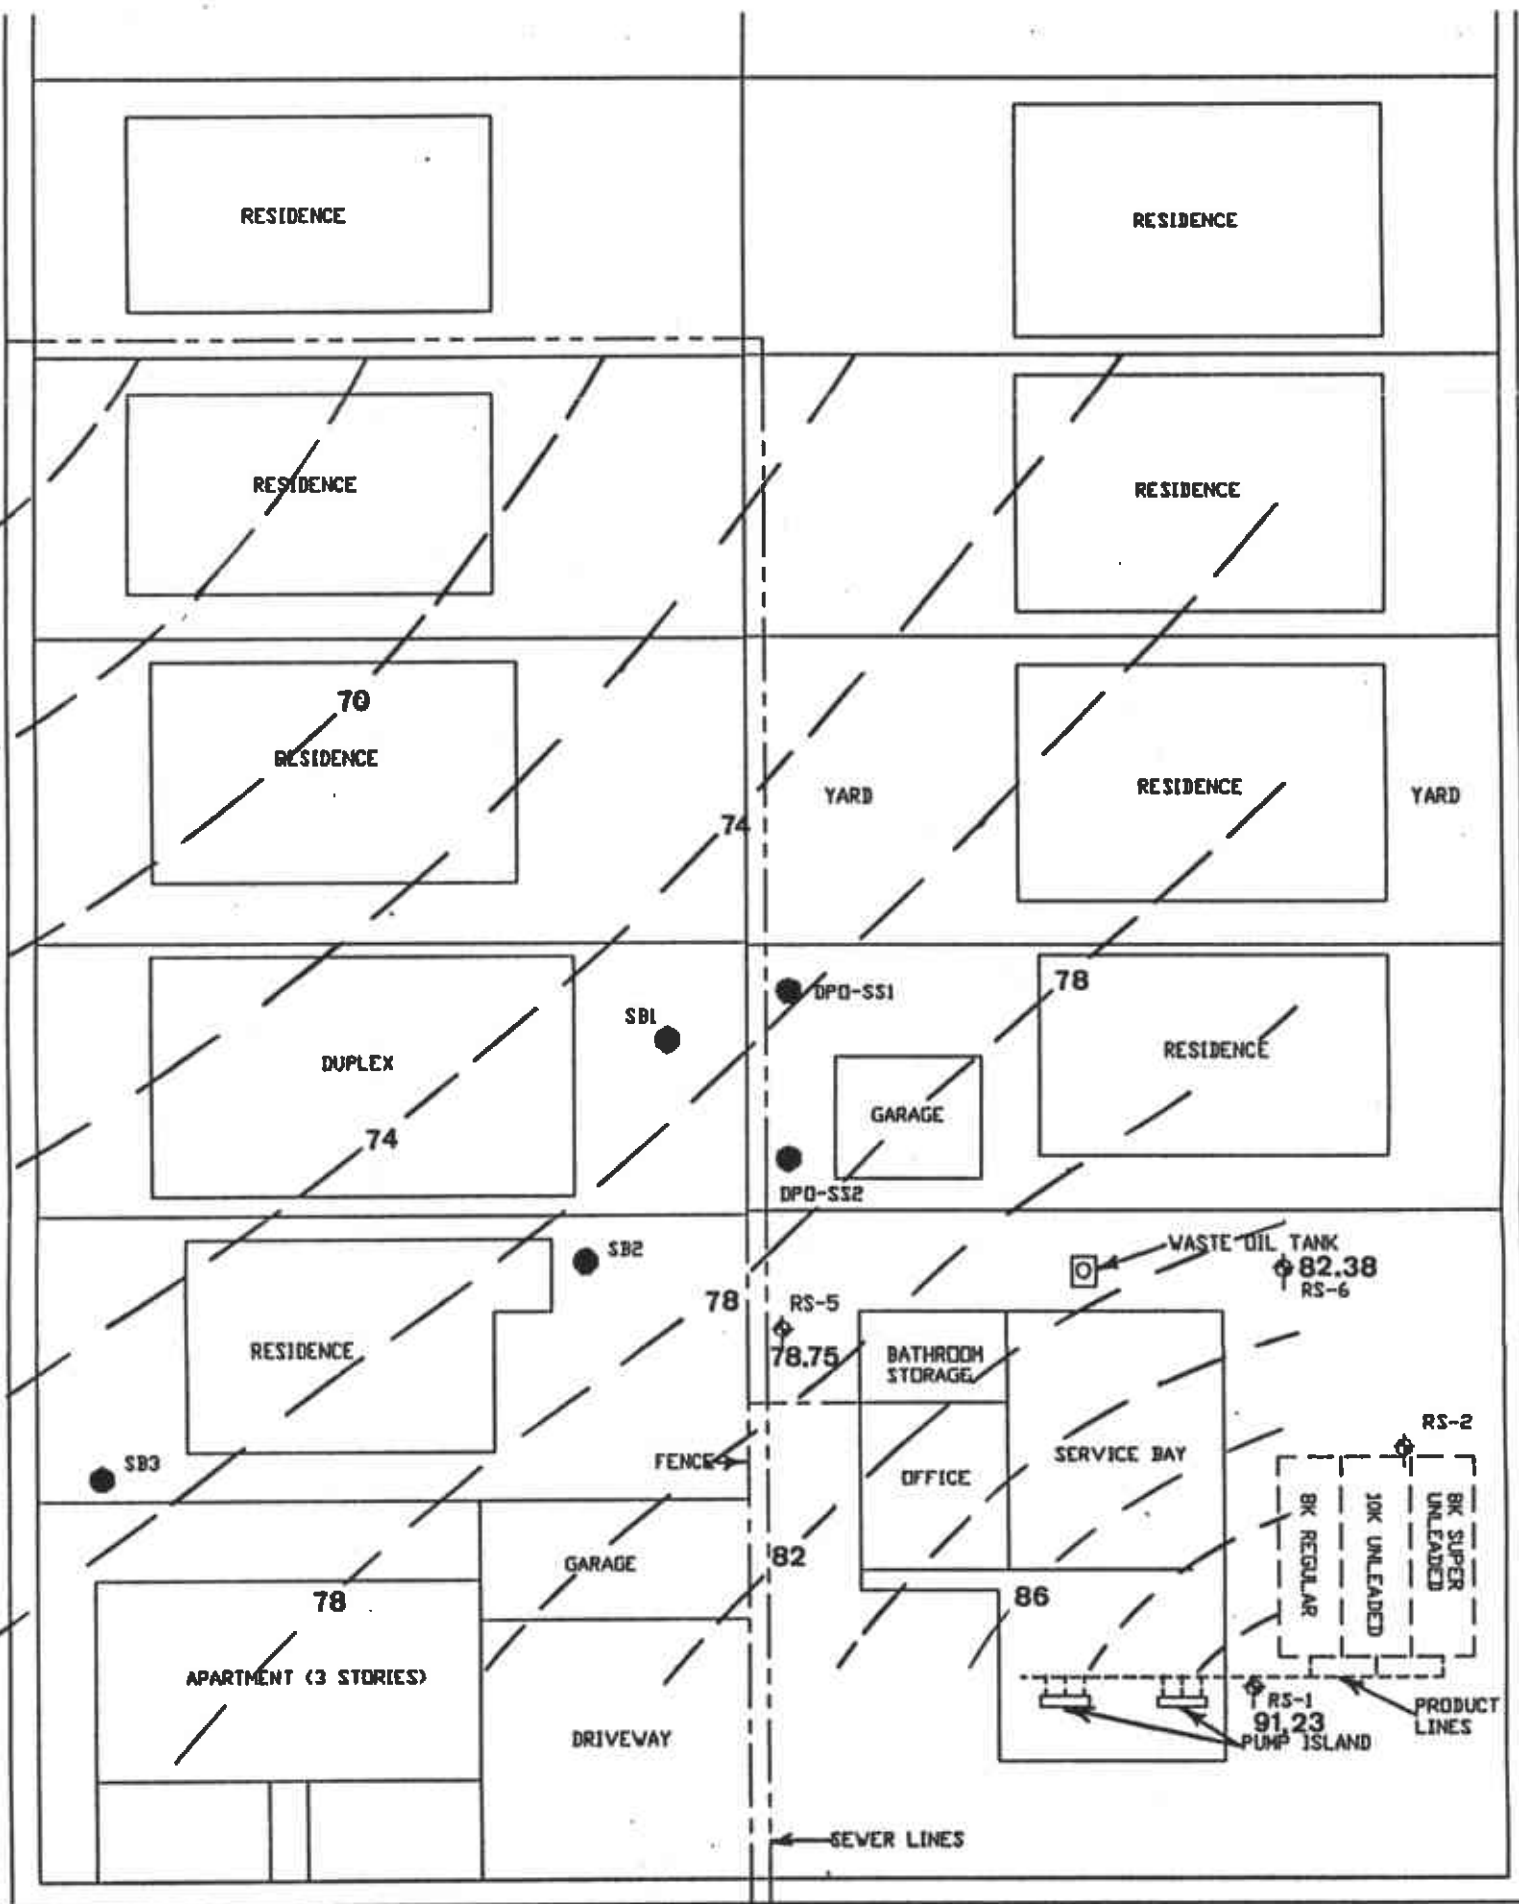 RESIDENCE
RESIDENCE
RESIDENCE
RESIDENCE
70
RESIDENCE
RESIDENCE
YARD
YARD
74
78
DPO-SS1
SB1
DUPLEX
RESIDENCE
GARAGE
74
DPO-SS2
SB2
WASTE OIL TANK
82.38
RS-6
78
RS-5
78.75
RESIDENCE
BATHROOM
STORAGE
RS-2
SB3
FENCE
OFFICE
SERVICE BAY
8K REGULAR
10K UNLEADED
8K SUPER
UNLEADED
GARAGE
82
78
86
APARTMENT (3 STORIES)
RS-1
91.23
PRODUCT
LINES
DRIVEWAY
PUMP ISLAND
SEWER LINES